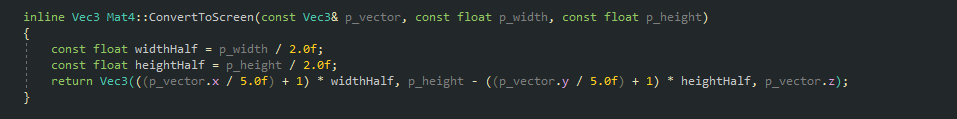 inline Vec3 Mat4::ConvertToScreen(const Vec3& p_vector, const float p_width, const float p_height)
{
const float widthHalf = p_width / 2.0f;
const float heightHalf = p_height / 2.0f;
return Vec3(((p_vector.x / 5.0f) + 1) * widthHalf, p_height - ((p_vector.y / 5.0f) + 1) * heightHalf, p_vector.z);
}